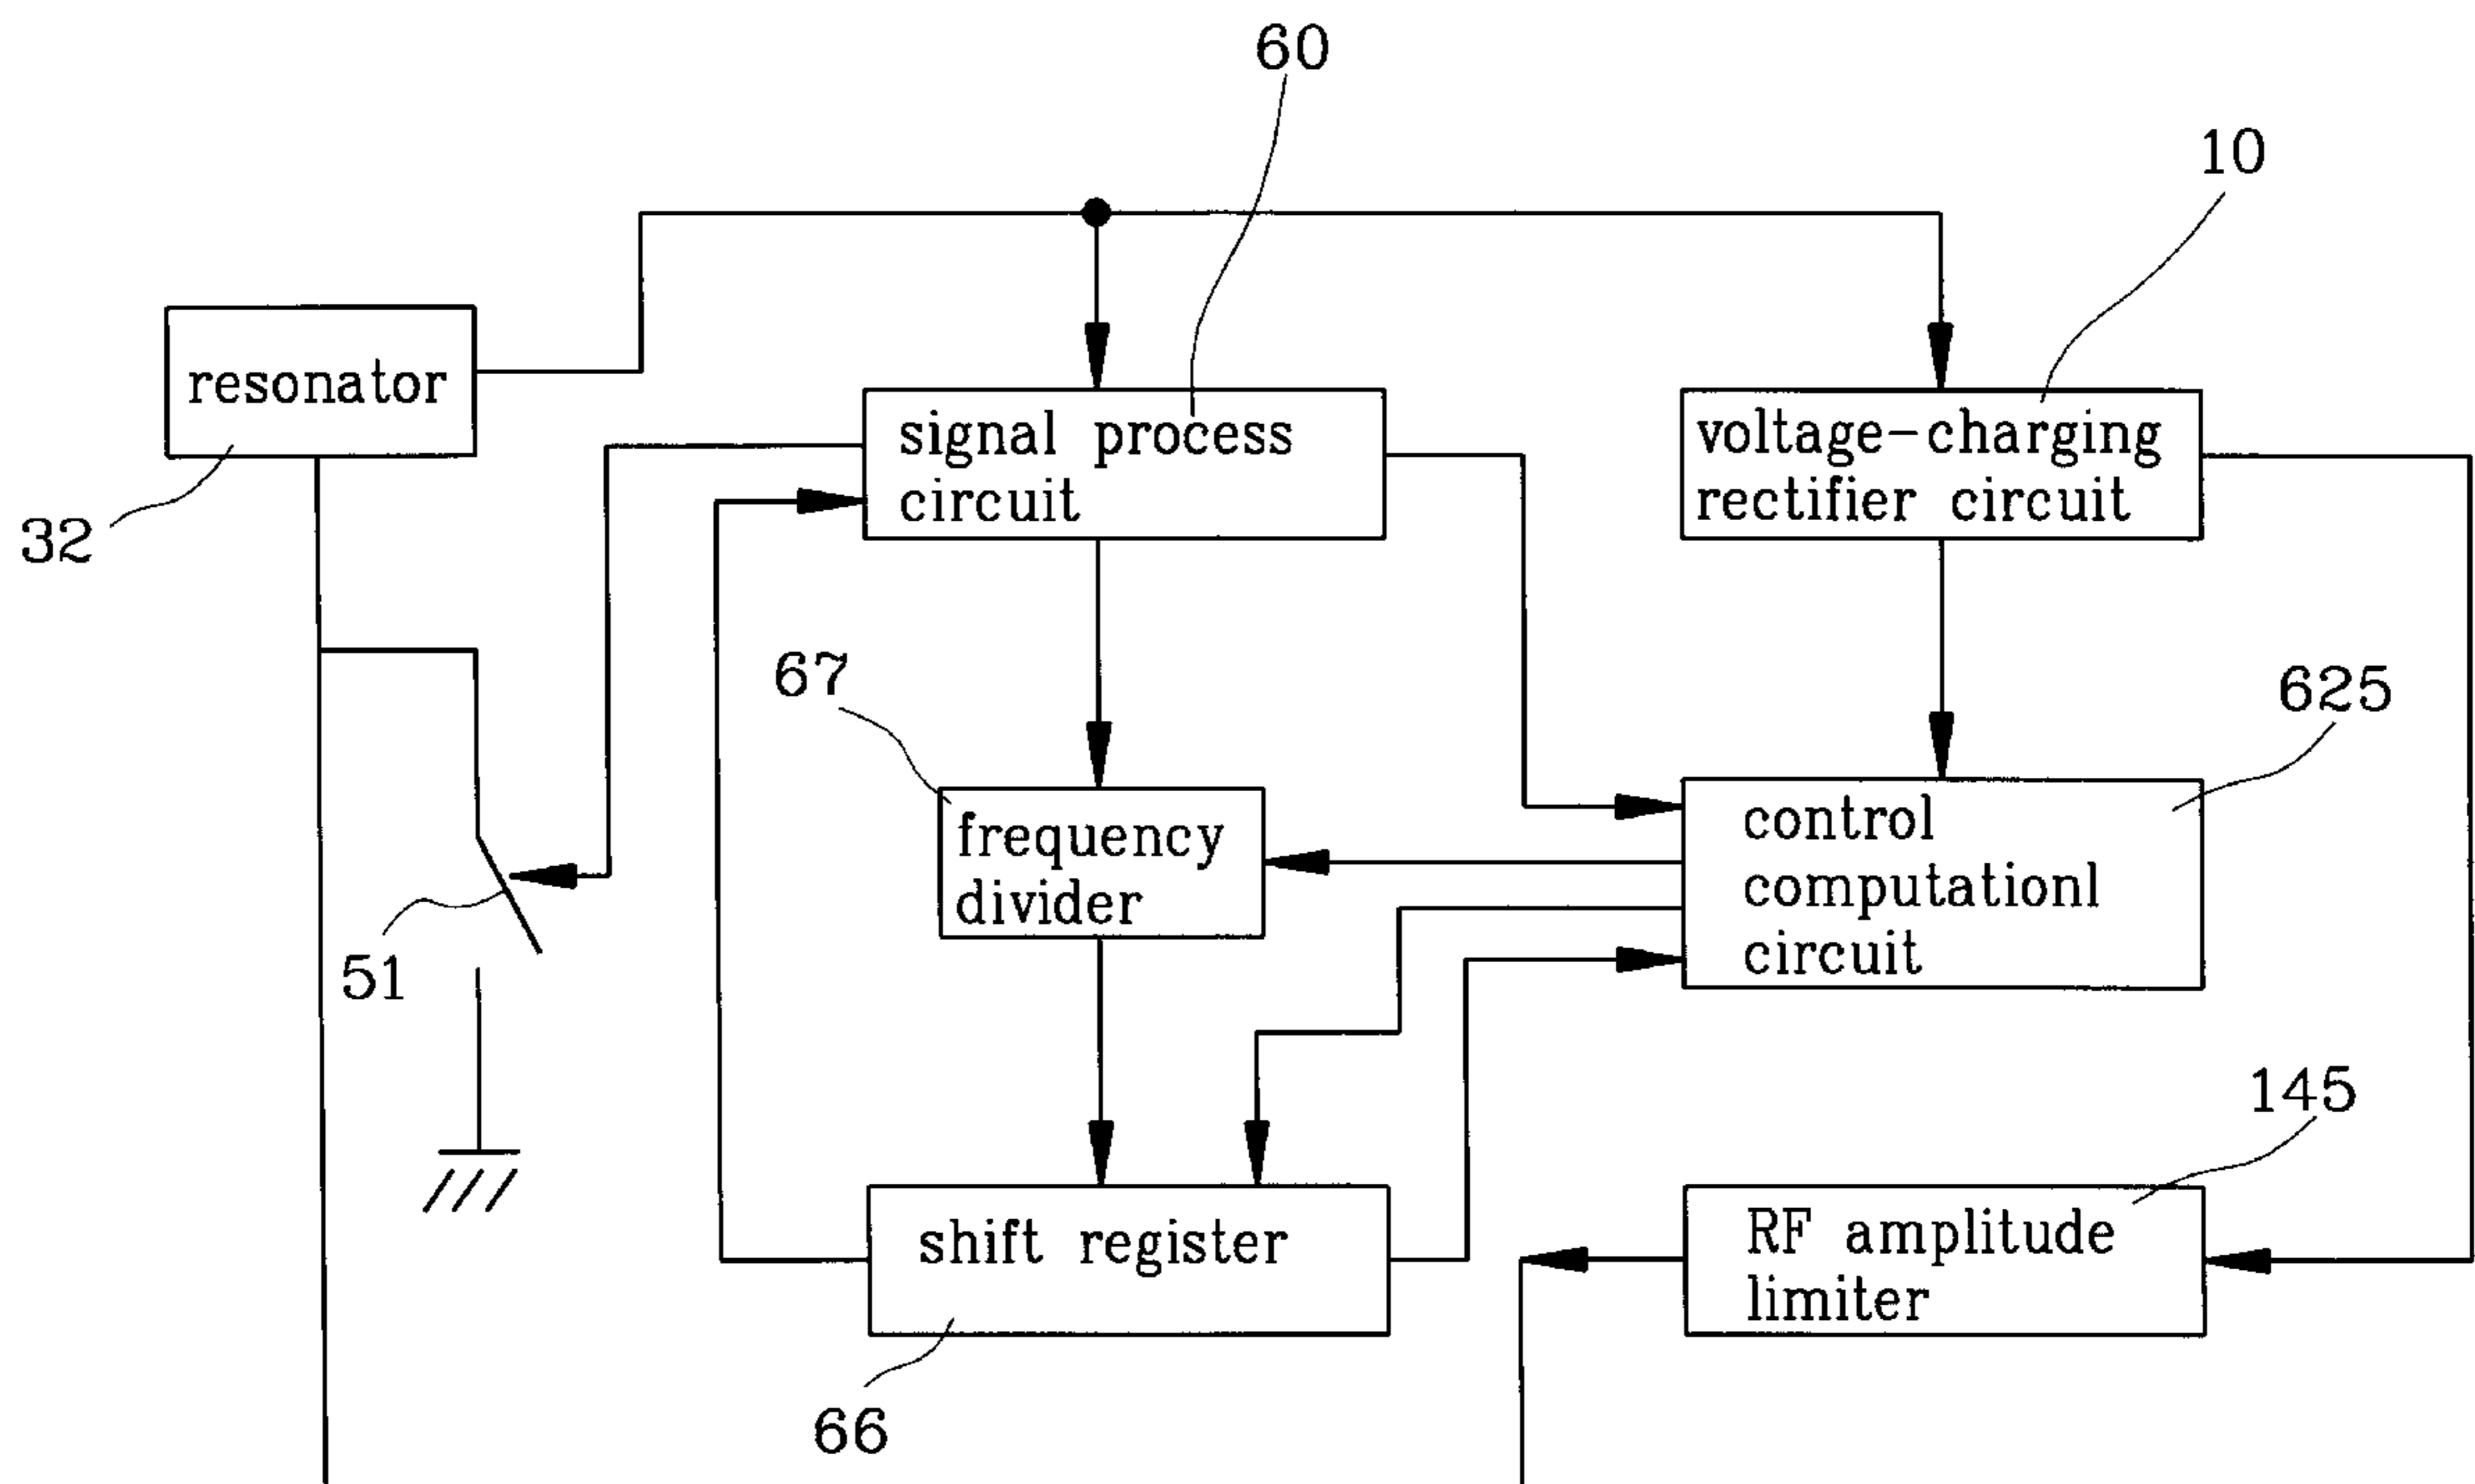 60
10
resonator
signal process
circuit
voltage-charging
rectifier circuit
32
67
625
frequency
divider
control
computationl
circuit
51
145
shift register
RF amplitude
limiter
66